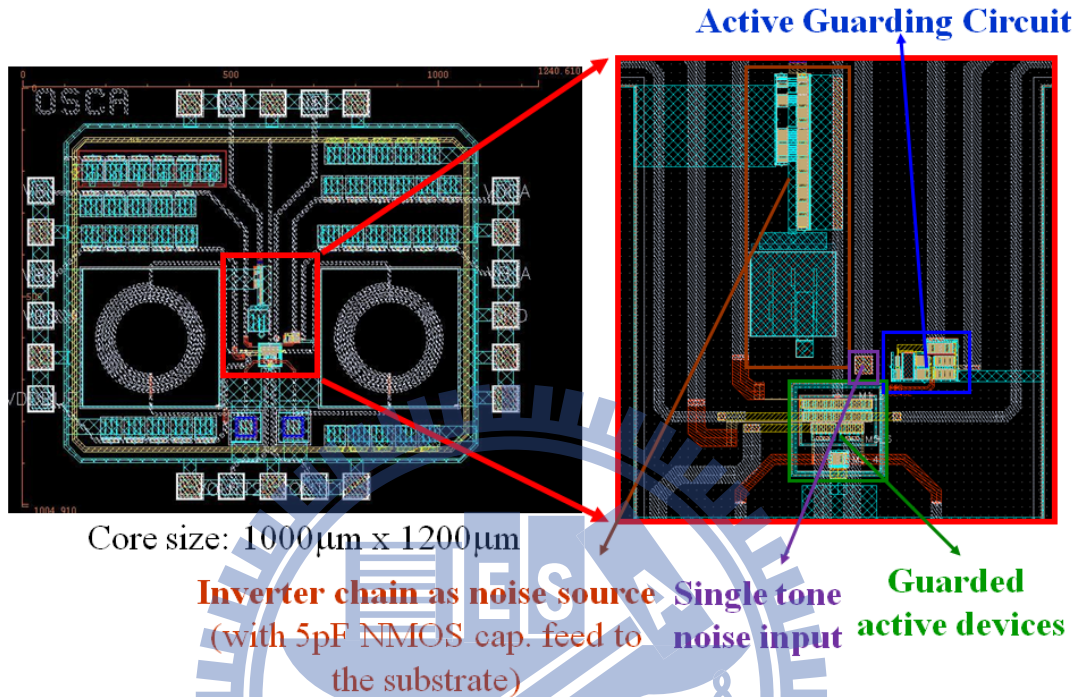 Active Guarding Circuit
0
500
1000
1240.610
OSCA
1004.910
Core size: 1000μm x 1200μm
Inverter chain as noise source
(with 5pF NMOS cap. feed to
the substrate)
Single tone
noise input
Guarded
active devices
ESA